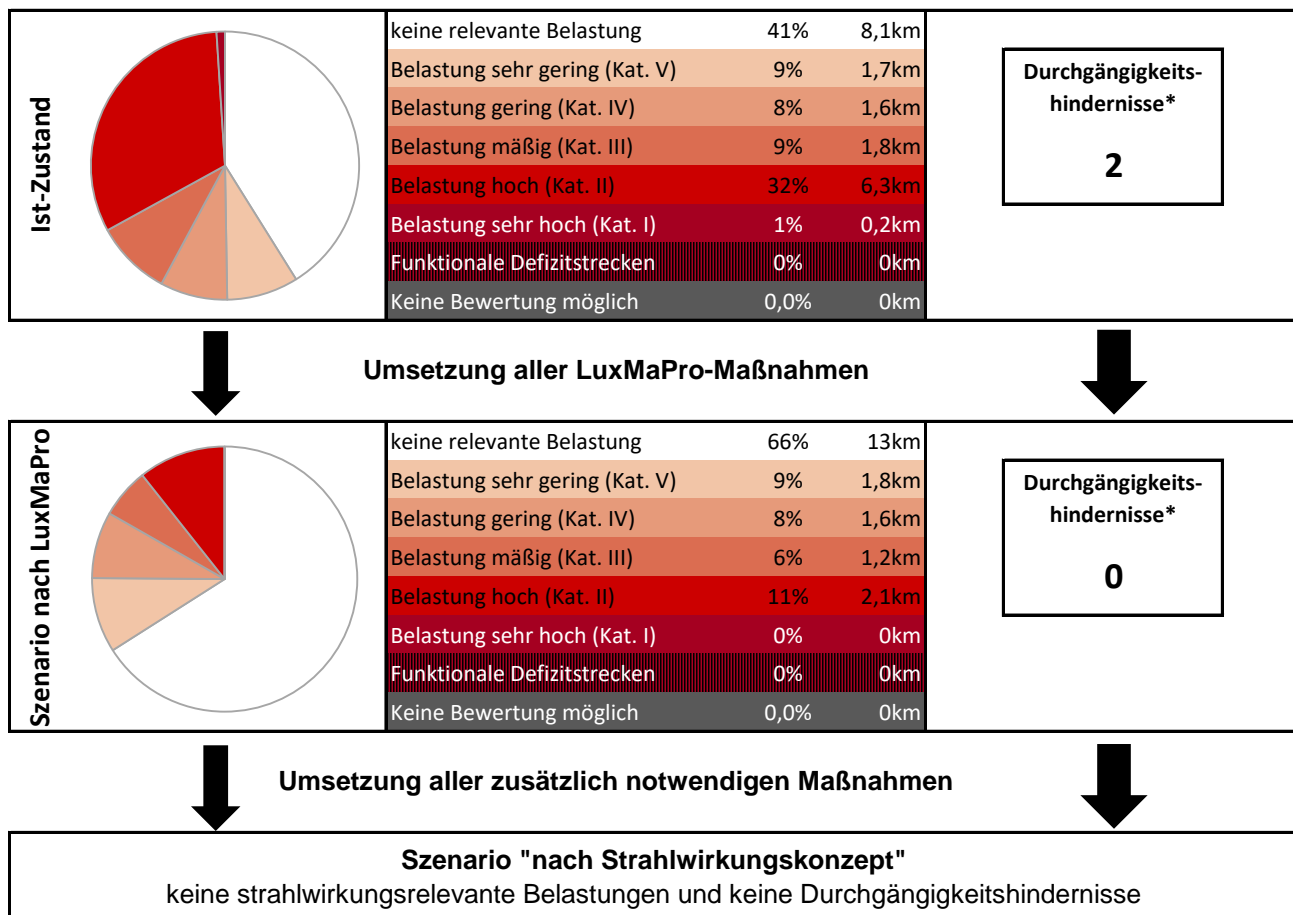 Ist-Zustand
keine relevante Belastung 41% 8,1km
Belastung sehr gering (Kat. V) 9% 1,7km
Belastung gering (Kat. IV) 8% 1,6km
Belastung mäßig (Kat. III) 9% 1,8km
Belastung hoch (Kat. II) 32% 6,3km
Belastung sehr hoch (Kat. I) 1% 0,2km
Funktionale Defizitstrecken 0% 0km
Keine Bewertung möglich 0,0% 0km
Durchgängigkeits-
hindernisse*
2
Umsetzung aller LuxMaPro-Maßnahmen
Szenario nach LuxMaPro
keine relevante Belastung 66% 13km
Belastung sehr gering (Kat. V) 9% 1,8km
Belastung gering (Kat. IV) 8% 1,6km
Belastung mäßig (Kat. III) 6% 1,2km
Belastung hoch (Kat. II) 11% 2,1km
Belastung sehr hoch (Kat. I) 0% 0km
Funktionale Defizitstrecken 0% 0km
Keine Bewertung möglich 0,0% 0km
Durchgängigkeits-
hindernisse*
0
Umsetzung aller zusätzlich notwendigen Maßnahmen
Szenario "nach Strahlwirkungskonzept"
keine strahlwirkungsrelevante Belastungen und keine Durchgängigkeitshindernisse